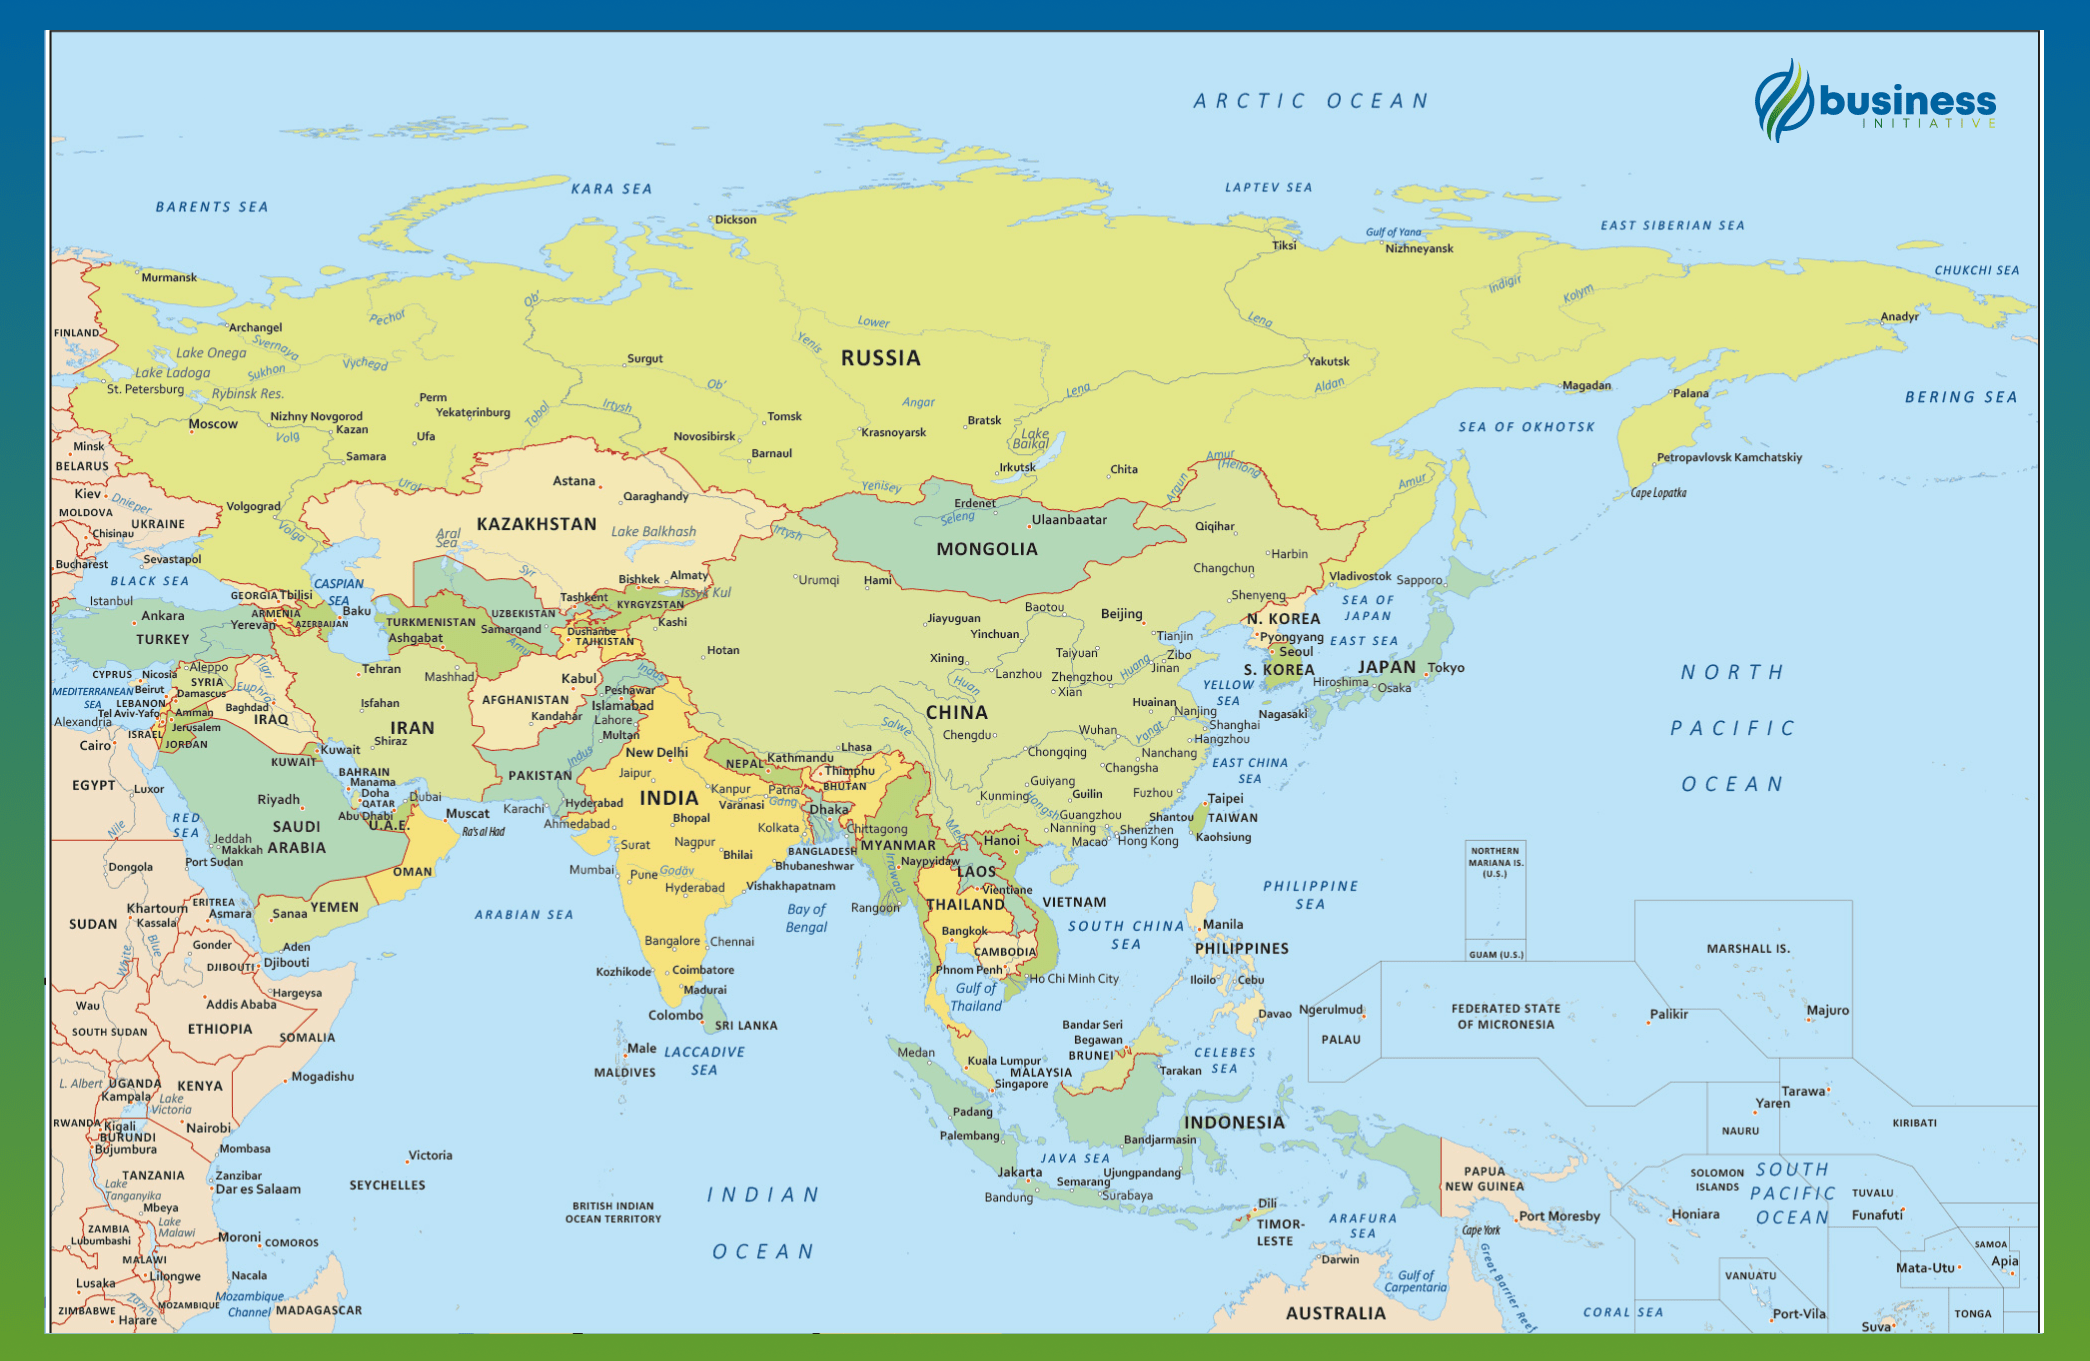 ARCTIC OCEAN
business
INITIATIVE
KARA SEA
LAPTEV SEA
BARENTS SEA
Dickson
EAST SIBERIAN SEA
Gulf of Yana
Tiksi
Nizhneyansk
CHUKCHI SEA
Murmansk
Indigir
Kolym
Ob'
Pechor
Anadyr
FINLAND
Archangel
Svernaya
Lower
Lena
Yenis
Lake Onega
Vychegd
Surgut
RUSSIA
Yakutsk
Lake Ladoga
Sukhon
St. Petersburg
Rybinsk Res.
Ob'
Lena
Aldan
Magadan
Palana
BERING SEA
Perm
Yekaterinburg
Tobal
Irtysh
Angar
Nizhny Novgorod
Moscow
Kazan
Volg
Ufa
Tomsk
Bratsk
Krasnoyarsk
Novosibirsk
Lake
Baikal
SEA OF OKHOTSK
Minsk
BELARUS
Samara
Barnaul
Irkutsk
Chita
Amur
(Heilong)
Petropavlovsk Kamchatskiy
Kiev
Dnieper
Ural
Astana
Qaraghandy
Yenisey
Argun
Amur
Cape Lopatka
MOLDOVA
UKRAINE
Volgograd
Volga
Chisinau
KAZAKHSTAN
Aral
Sea
Lake Balkhash
Irtysh
Erdenet
Seleng
Ulaanbaatar
MONGOLIA
Qiqihar
Harbin
Bucharest
Sevastapol
BLACK SEA
CASPIAN
SEA
Syr
Bishkek
Almaty
Issyk Kul
Urumqi
Hami
Changchun
Vladivostok
Sapporo
Istanbul
GEORGIA
Tbilisi
Tashkent
KYRGYZSTAN
Shenyeng
SEA OF
JAPAN
Ankara
TURKEY
ARMENIA
Yerevan
AZERBAIJAN
Baku
TURKMENISTAN
Ashgabat
UZBEKISTAN
Samarqand
Amu
Dushanbe
TAJIKISTAN
Kashi
Hotan
Jiayuguan
Baotou
Yinchuan
Beijing
Tianjin
N. KOREA
Pyongyang
Seoul
S. KOREA
EAST SEA
JAPAN
Tokyo
Hiroshima
Osaka
Nagasaki
Xining
Lanzhou
Taiyuan
Zhengzhou
Xian
Huan
Huang
Zibo
Jinan
YELLOW
SEA
NORTH
PACIFIC
OCEAN
CYPRUS
Nicosia
Aleppo
SYRIA
Tigri
Euphra
MEDITERRANEAN
SEA
Beirut
LEBANON
Damascus
Tel Aviv-Yafo
Amman
Jerusalem
ISRAEL
JORDAN
Alexandria
Cairo
Baghdad
IRAQ
Tehran
Mashhad
Isfahan
IRAN
Shiraz
Kuwait
KUWAIT
AFGHANISTAN
Kabul
Kandahar
Indus
Peshawar
Islamabad
Lahore
Multan
Indus
PAKISTAN
New Delhi
Jaipur
CHINA
Chengdu
Salwe
Lhasa
Chongqing
Wuhan
Huainan
Nanjing
Yangt
Shanghai
Hangzhou
Nanchang
Changsha
EAST CHINA
SEA
EGYPT
Luxor
BAHRAIN
Manama
Doha
QATAR
Dubai
Abu Dhabi
U.A.E.
Muscat
Ra's al Had
Karachi
Hyderabad
Ahmedabad
INDIA
NEPAL
Kathmandu
Kanpur
Varanasi
Patna
Gang
Thimphu
BHUTAN
Dhaka
Chittagong
Kunming
Guiyang
Guilin
Fuzhou
Hongsh
Guangzhou
Nanning
Shantou
Shenzhen
Macao
Hong Kong
Taipei
TAIWAN
Kaohsiung
Nile
RED
SEA
Riyadh
SAUDI
ARABIA
Jeddah
Makkah
Port Sudan
OMAN
YEMEN
Sanaa
Aden
Bhopal
Kolkata
Nagpur
Bhilai
Surat
Mumbai
Pune
Godav
Hyderabad
BANGLADESH
Bhubaneshwar
Vishakhapatnam
MYANMAR
Naypyidaw
Irrawad
Rangoon
Mekon
Hanoi
LAOS
Vientiane
THAILAND
Bangkok
VIETNAM
CAMBODIA
Phnom Penh
Ho Chi Minh City
Gulf of
Thailand
SOUTH CHINA
SEA
PHILIPPINE
SEA
Manila
PHILIPPINES
Iloilo
Cebu
Davao
NORTHERN
MARIANA IS.
(U.S.)
GUAM (U.S.)
MARSHALL IS.
Dongola
SUDAN
Khartoum
Kassala
ERITREA
Asmara
Gonder
White
Blue
DJIBOUTI
Djibouti
Hargeysa
Addis Ababa
ETHIOPIA
SOMALIA
Wau
SOUTH SUDAN
ARABIAN SEA
Bay of
Bengal
Bangalore
Chennai
Kozhikode
Coimbatore
Madurai
Colombo
SRI LANKA
Male
MALDIVES
LACCADIVE
SEA
Ngerulmud
PALAU
FEDERATED STATE
OF MICRONESIA
Palikir
Majuro
Medan
Kuala Lumpur
MALAYSIA
Singapore
Bandar Seri
Begawan
BRUNEI
Tarakan
CELEBES
SEA
L. Albert
UGANDA
Kampala
KENYA
Lake
Victoria
Nairobi
Mogadishu
RWANDA
Kigali
BURUNDI
Bujumbura
Mombasa
TANZANIA
Zanzibar
Dar es Salaam
Lake
Tanganyika
Mbeya
Victoria
SEYCHELLES
BRITISH INDIAN
OCEAN TERRITORY
INDIAN
OCEAN
Padang
Palembang
INDONESIA
Bandjarmasin
JAVA SEA
Ujungpandang
Jakarta
Semarang
Bandung
Surabaya
Dili
TIMOR-
LESTE
ARAFURA
SEA
PAPUA
NEW GUINEA
Port Moresby
Cape York
Tarawa
Yaren
NAURU
KIRIBATI
SOLOMON
ISLANDS
Honiara
SOUTH
PACIFIC
OCEAN
TUVALU
Funafuti
ZAMBIA
Lubumbashi
Lake
Malawi
MALAWI
Lilongwe
Lusaka
ZIMBABWE
Harare
Zamb
MOZAMBIQUE
Moroni
COMOROS
Nacala
Mozambique
Channel
MADAGASCAR
Darwin
AUSTRALIA
Gulf of
Carpentaria
Great Barrier Reef
CORAL SEA
VANUATU
Port-Vila
SAMOA
Apia
Mata-Utu
TONGA
Suva